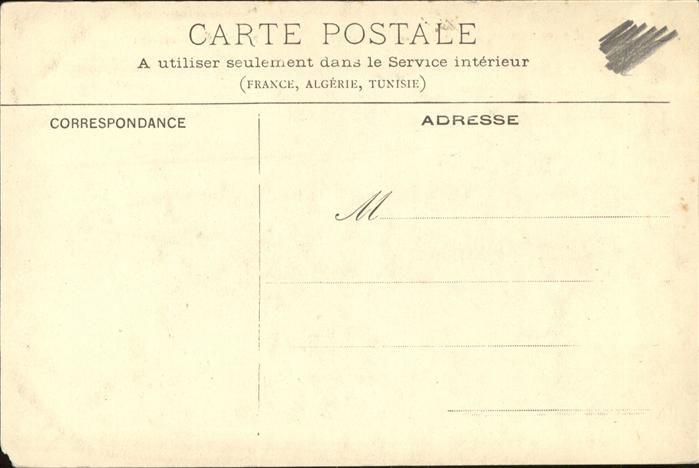 CARTE POSTALE
A utiliser seulement dans le Service intérieur
(FRANCE, ALGÉRIE, TUNISIE)
CORRESPONDANCE
ADRESSE
M